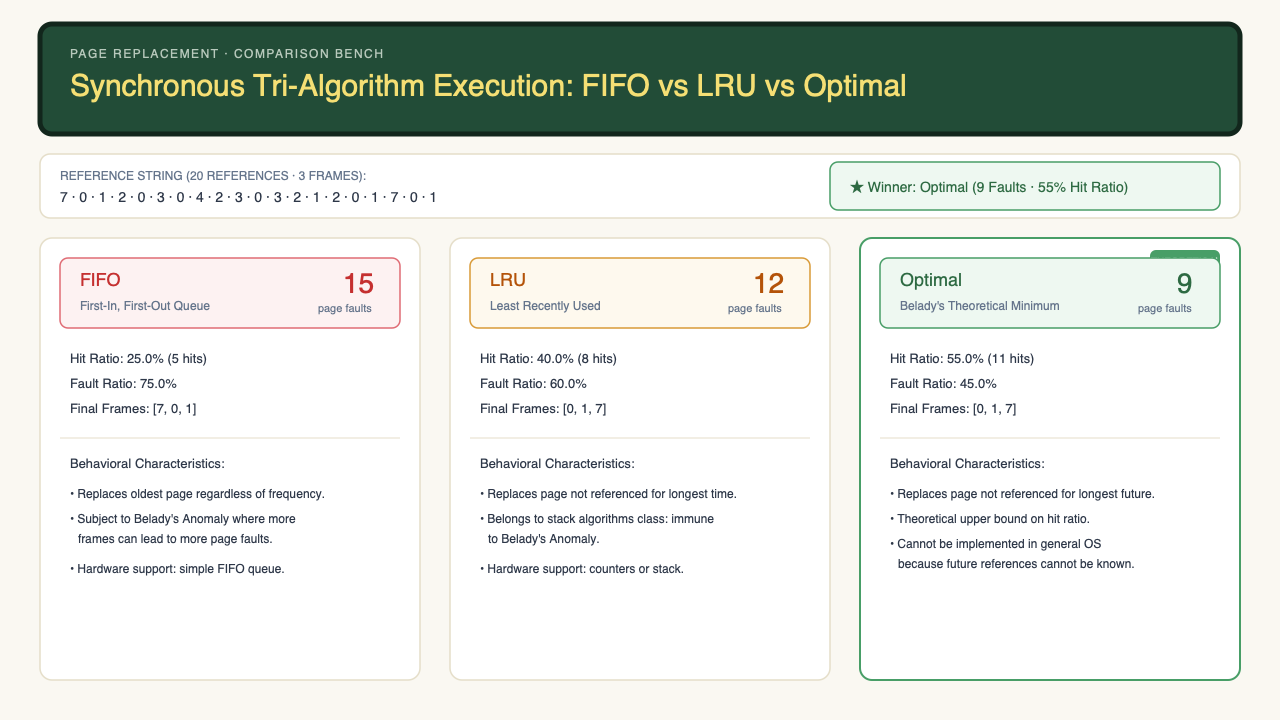 PAGE REPLACEMENT · COMPARISON BENCH
Synchronous Tri-Algorithm Execution: FIFO vs LRU vs Optimal
REFERENCE STRING (20 REFERENCES · 3 FRAMES):
7 · 0 · 1 · 2 · 0 · 3 · 0 · 4 · 2 · 3 · 0 · 3 · 2 · 1 · 2 · 0 · 1 · 7 · 0 · 1
★ Winner: Optimal (9 Faults · 55% Hit Ratio)
FIFO
15
First-In, First-Out Queue
page faults
Hit Ratio: 25.0% (5 hits)
Fault Ratio: 75.0%
Final Frames: [7, 0, 1]
Behavioral Characteristics:
• Replaces oldest page regardless of frequency.
• Subject to Belady's Anomaly where more
frames can lead to more page faults.
• Hardware support: simple FIFO queue.
LRU
12
Least Recently Used
page faults
Hit Ratio: 40.0% (8 hits)
Fault Ratio: 60.0%
Final Frames: [0, 1, 7]
Behavioral Characteristics:
• Replaces page not referenced for longest time.
• Belongs to stack algorithms class: immune
to Belady's Anomaly.
• Hardware support: counters or stack.
Optimal
9
Belady's Theoretical Minimum
page faults
Hit Ratio: 55.0% (11 hits)
Fault Ratio: 45.0%
Final Frames: [0, 1, 7]
Behavioral Characteristics:
• Replaces page not referenced for longest future.
• Theoretical upper bound on hit ratio.
• Cannot be implemented in general OS
because future references cannot be known.